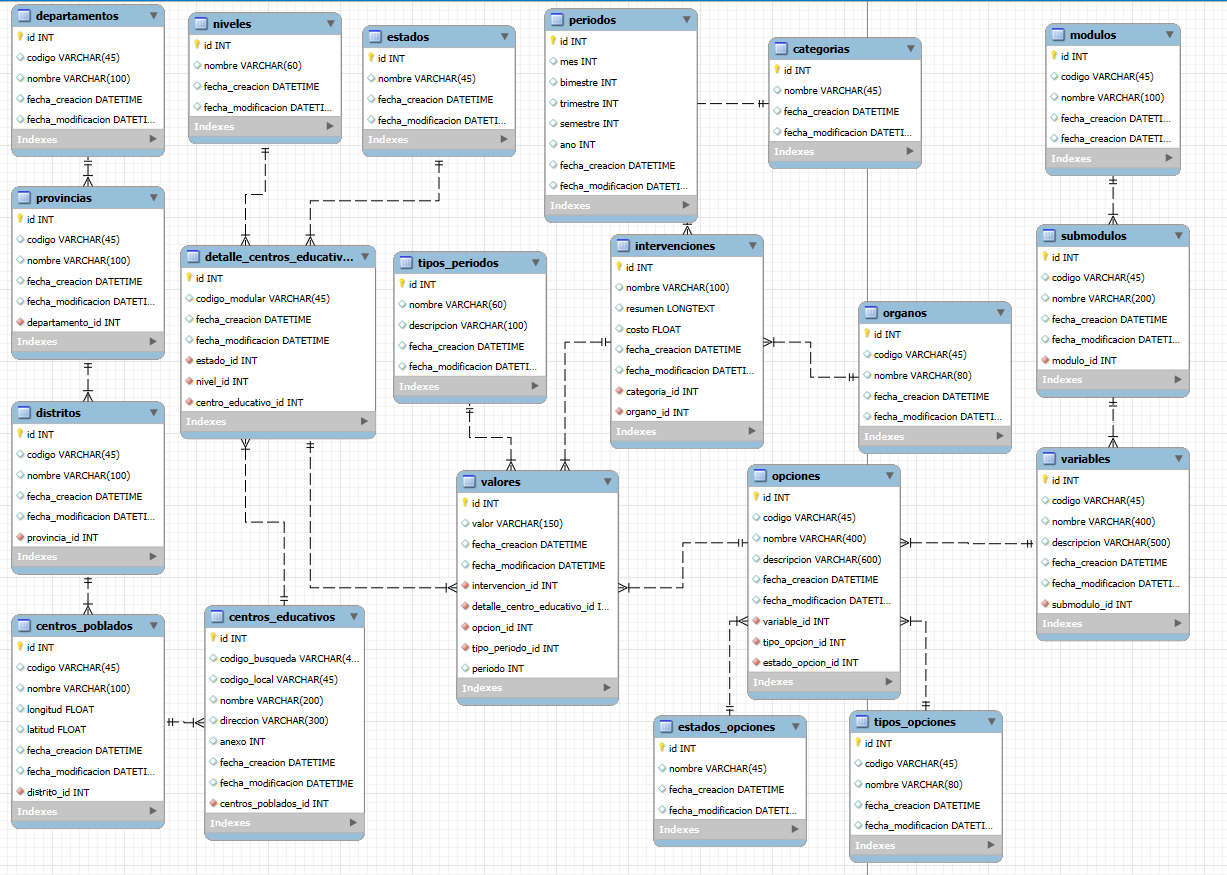 departamentos
id INT
codigo VARCHAR(45)
nombre VARCHAR(100)
fecha_creacion DATETIME
fecha_modificacion DATETI...
Indexes
niveles
id INT
nombre VARCHAR(60)
fecha_creacion DATETIME
fecha_modificacion DATETI...
Indexes
estados
id INT
nombre VARCHAR(45)
fecha_creacion DATETIME
fecha_modificacion DATETI...
Indexes
periodos
id INT
mes INT
bimestre INT
trimestre INT
semestre INT
ano INT
fecha_creacion DATETIME
fecha_modificacion DATETI...
Indexes
categorias
id INT
nombre VARCHAR(45)
fecha_creacion DATETIME
fecha_modificacion DATETI...
Indexes
modulos
id INT
codigo VARCHAR(45)
nombre VARCHAR(100)
fecha_creacion DATETI...
fecha_creacion DATETI...
Indexes
provincias
id INT
codigo VARCHAR(45)
nombre VARCHAR(100)
fecha_creacion DATETIME
fecha_modificacion DATETI...
departamento_id INT
Indexes
detalle_centros_educativ...
id INT
codigo_modular VARCHAR(45)
fecha_creacion DATETIME
fecha_modificacion DATETIME
estado_id INT
nivel_id INT
centro_educativo_id INT
Indexes
tipos_periodos
id INT
nombre VARCHAR(60)
descripcion VARCHAR(100)
fecha_creacion DATETIME
fecha_modificacion DATETI...
Indexes
intervenciones
id INT
nombre VARCHAR(100)
resumen LONGTEXT
costo FLOAT
fecha_creacion DATETIME
fecha_modificacion DATETI...
categoria_id INT
organo_id INT
Indexes
organos
id INT
codigo VARCHAR(45)
nombre VARCHAR(80)
fecha_creacion DATETIME
fecha_modificacion DATETI...
Indexes
submodulos
id INT
codigo VARCHAR(45)
nombre VARCHAR(200)
fecha_creacion DATETIME
fecha_modificacion DATETI...
modulo_id INT
Indexes
distritos
id INT
codigo VARCHAR(45)
nombre VARCHAR(100)
fecha_creacion DATETIME
fecha_modificacion DATETI...
provincia_id INT
Indexes
valores
id INT
valor VARCHAR(150)
fecha_creacion DATETIME
fecha_modificacion DATETIME
intervencion_id INT
detalle_centro_educativo_id I...
opcion_id INT
tipo_periodo_id INT
periodo INT
Indexes
opciones
id INT
codigo VARCHAR(45)
nombre VARCHAR(400)
descripcion VARCHAR(600)
fecha_creacion DATETIME
fecha_modificacion DATETI...
variable_id INT
tipo_opcion_id INT
estado_opcion_id INT
Indexes
variables
id INT
codigo VARCHAR(45)
nombre VARCHAR(400)
descripcion VARCHAR(500)
fecha_creacion DATETIME
fecha_modificacion DATETI...
submodulo_id INT
Indexes
centros_poblados
id INT
codigo VARCHAR(45)
nombre VARCHAR(100)
longitud FLOAT
latitud FLOAT
fecha_creacion DATETIME
fecha_modificacion DATETI...
distrito_id INT
Indexes
centros_educativos
id INT
codigo_busqueda VARCHAR(4...
codigo_local VARCHAR(45)
nombre VARCHAR(200)
direccion VARCHAR(300)
anexo INT
fecha_creacion DATETIME
fecha_modificacion DATETIME
centros_poblados_id INT
Indexes
estados_opciones
id INT
nombre VARCHAR(45)
fecha_creacion DATETIME
fecha_modificacion DATETI...
Indexes
tipos_opciones
id INT
codigo VARCHAR(45)
nombre VARCHAR(80)
fecha_creacion DATETIME
fecha_modificacion DATETI...
Indexes